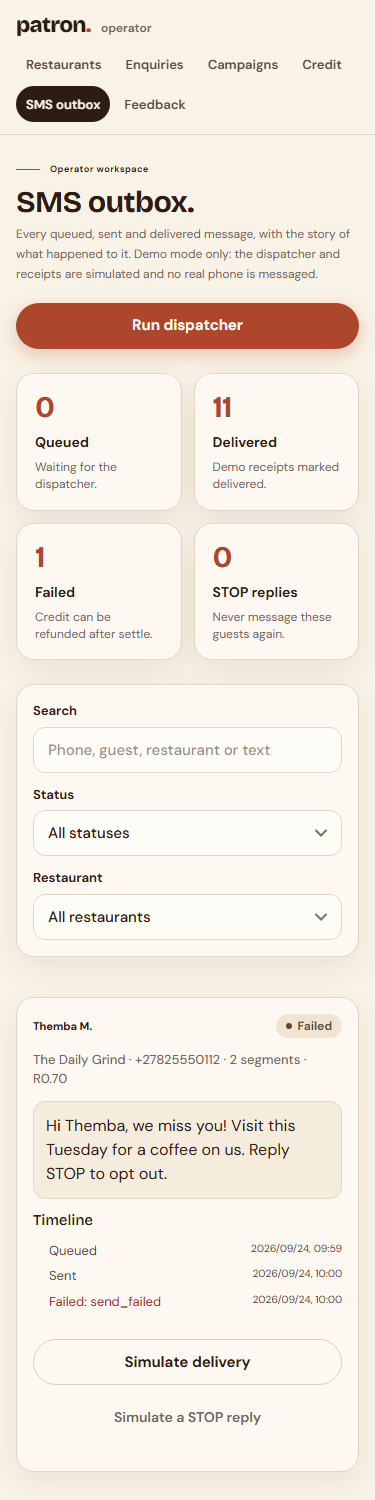 patron. operator
Restaurants Enquiries Campaigns Credit
SMS outbox Feedback
Operator workspace
SMS outbox.
Every queued, sent and delivered message, with the story of
what happened to it. Demo mode only: the dispatcher and
receipts are simulated and no real phone is messaged.
Run dispatcher
0
Queued
Waiting for the
dispatcher.
11
Delivered
Demo receipts marked
delivered.
1
Failed
Credit can be
refunded after settle.
0
STOP replies
Never message these
guests again.
Search
Phone, guest, restaurant or text
Status
All statuses
Restaurant
All restaurants
Themba M. Failed
The Daily Grind · +27825550112 · 2 segments ·
R0.70
Hi Themba, we miss you! Visit this
Tuesday for a coffee on us. Reply
STOP to opt out.
Timeline
Queued 2026/09/24, 09:59
Sent 2026/09/24, 10:00
Failed: send_failed 2026/09/24, 10:00
Simulate delivery
Simulate a STOP reply